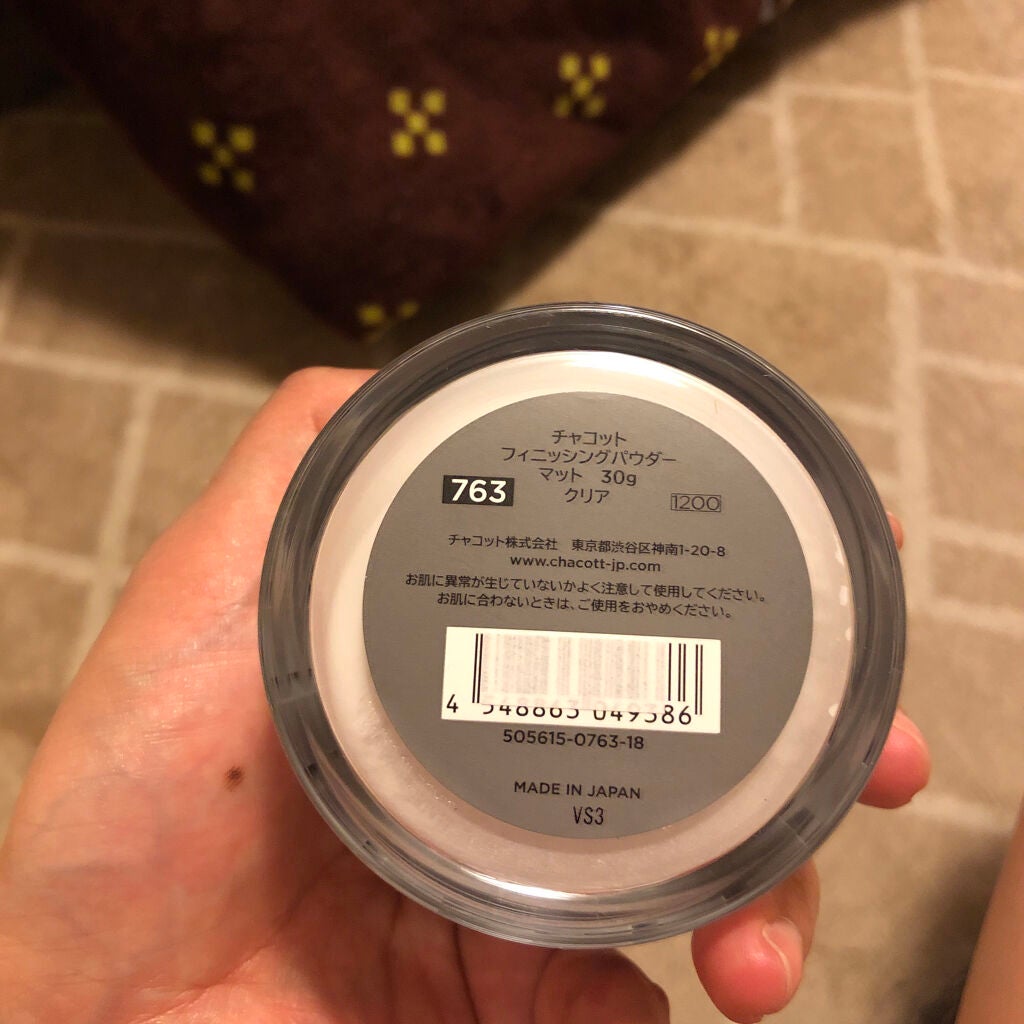 チャコット
フィニッシングパウダー
マット 30g
763
クリア
1200
チャコット株式会社 東京都渋谷区神南1-20-8
www.chacott-jp.com
お肌に異常が生じていないかよく注意して使用してください。
お肌に合わないときは、ご使用をおやめください。
4 546863 049386
505615-0763-18
MADE IN JAPAN
VS3